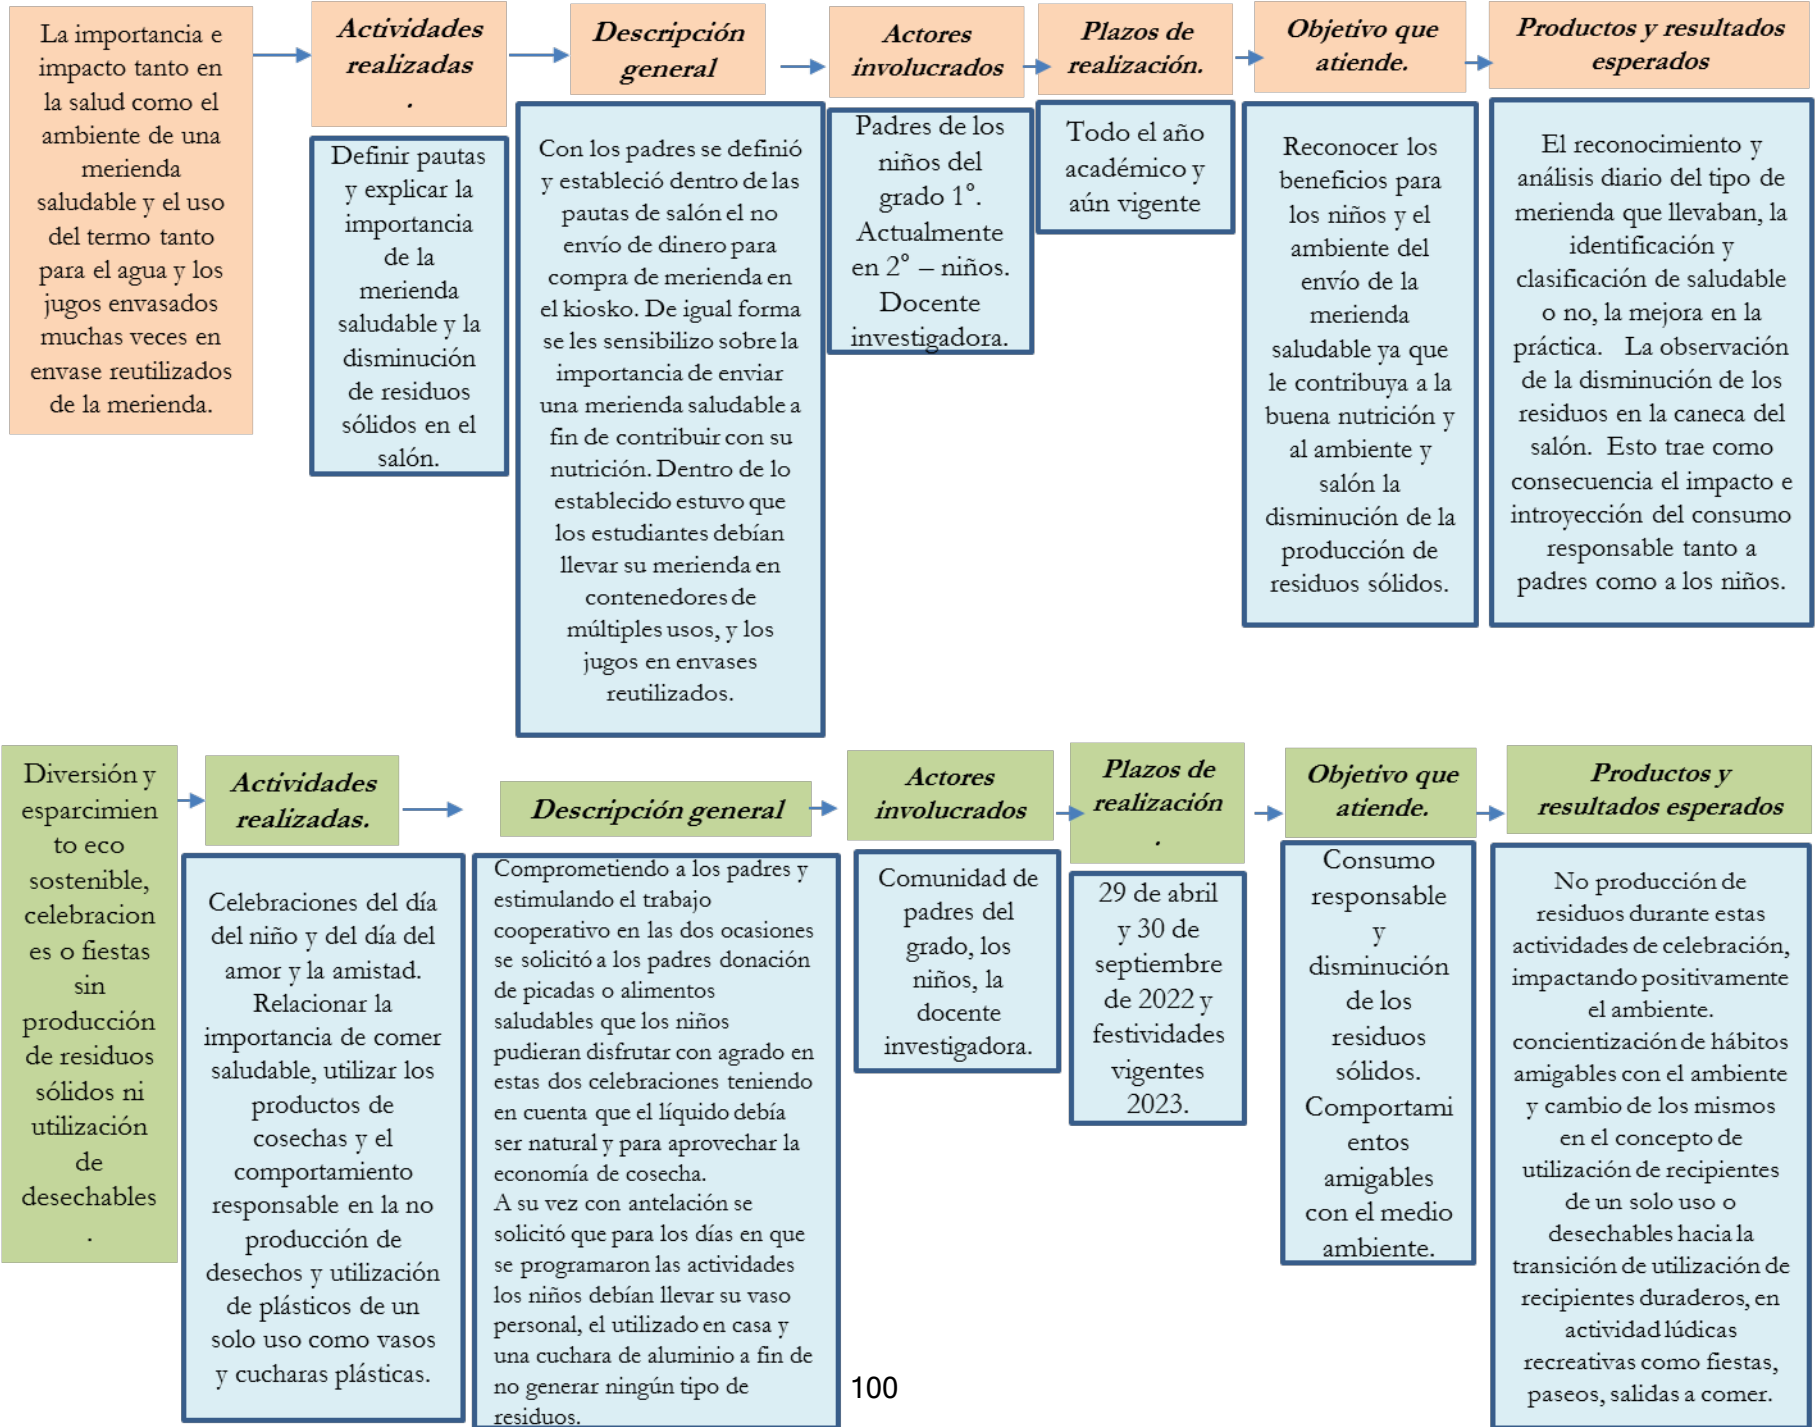 La importancia e
impacto tanto en
la salud como el
ambiente de una
merienda
saludable y el uso
del termo tanto
para el agua y los
jugos envasados
muchas veces en
envase reutilizados
de la merienda.
Actividades
realizadas
.
Definir pautas
y explicar la
importancia
de la
merienda
saludable y la
disminución
de residuos
sólidos en el
salón.
Descripción
general
Con los padres se definió
y estableció dentro de las
pautas de salón el no
envío de dinero para
compra de merienda en
el kiosko. De igual forma
se les sensibilizo sobre la
importancia de enviar
una merienda saludable a
fin de contribuir con su
nutrición. Dentro de lo
establecido estuvo que
los estudiantes debían
llevar su merienda en
contenedores de
múltiples usos, y los
jugos en envases
reutilizados.
Actores
involucrados
Padres de los
niños del
grado 1°.
Actualmente
en 2° – niños.
Docente
investigadora.
Plazos de
realización.
Todo el año
académico y
aún vigente
Objetivo que
atiende.
Reconocer los
beneficios para
los niños y el
ambiente del
envío de la
merienda
saludable ya que
le contribuya a la
buena nutrición y
al ambiente y
salón la
disminución de la
producción de
residuos sólidos.
Productos y resultados
esperados
El reconocimiento y
análisis diario del tipo de
merienda que llevaban, la
identificación y
clasificación de saludable
o no, la mejora en la
práctica. La observación
de la disminución de los
residuos en la caneca del
salón. Esto trae como
consecuencia el impacto e
introyección del consumo
responsable tanto a
padres como a los niños.
Diversión y
esparcimien
to eco
sostenible,
celebracion
es o fiestas
sin
producción
de residuos
sólidos ni
utilización
de
desechables
.
Actividades
realizadas.
Celebraciones del día
del niño y del día del
amor y la amistad.
Relacionar la
importancia de comer
saludable, utilizar los
productos de
cosechas y el
comportamiento
responsable en la no
producción de
desechos y utilización
de plásticos de un
solo uso como vasos
y cucharas plásticas.
Descripción general
Comprometiendo a los padres y
estimulando el trabajo
cooperativo en las dos ocasiones
se solicitó a los padres donación
de picadas o alimentos
saludables que los niños
pudieran disfrutar con agrado en
estas dos celebraciones teniendo
en cuenta que el líquido debía
ser natural y para aprovechar la
economía de cosecha.
A su vez con antelación se
solicitó que para los días en que
se programaron las actividades
los niños debían llevar su vaso
personal, el utilizado en casa y
una cuchara de aluminio a fin de
no generar ningún tipo de
residuos.
Actores
involucrados
Comunidad de
padres del
grado, los
niños, la
docente
investigadora.
Plazos de
realización
.
29 de abril
y 30 de
septiembre
de 2022 y
festividades
vigentes
2023.
Objetivo que
atiende.
Consumo
responsable
y
disminución
de los
residuos
sólidos.
Comportami
entos
amigables
con el medio
ambiente.
Productos y
resultados esperados
No producción de
residuos durante estas
actividades de celebración,
impactando positivamente
el ambiente.
concientización de hábitos
amigables con el ambiente
y cambio de los mismos
en el concepto de
utilización de recipientes
de un solo uso o
desechables hacia la
transición de utilización de
recipientes duraderos, en
actividad lúdicas
recreativas como fiestas,
paseos, salidas a comer.
100